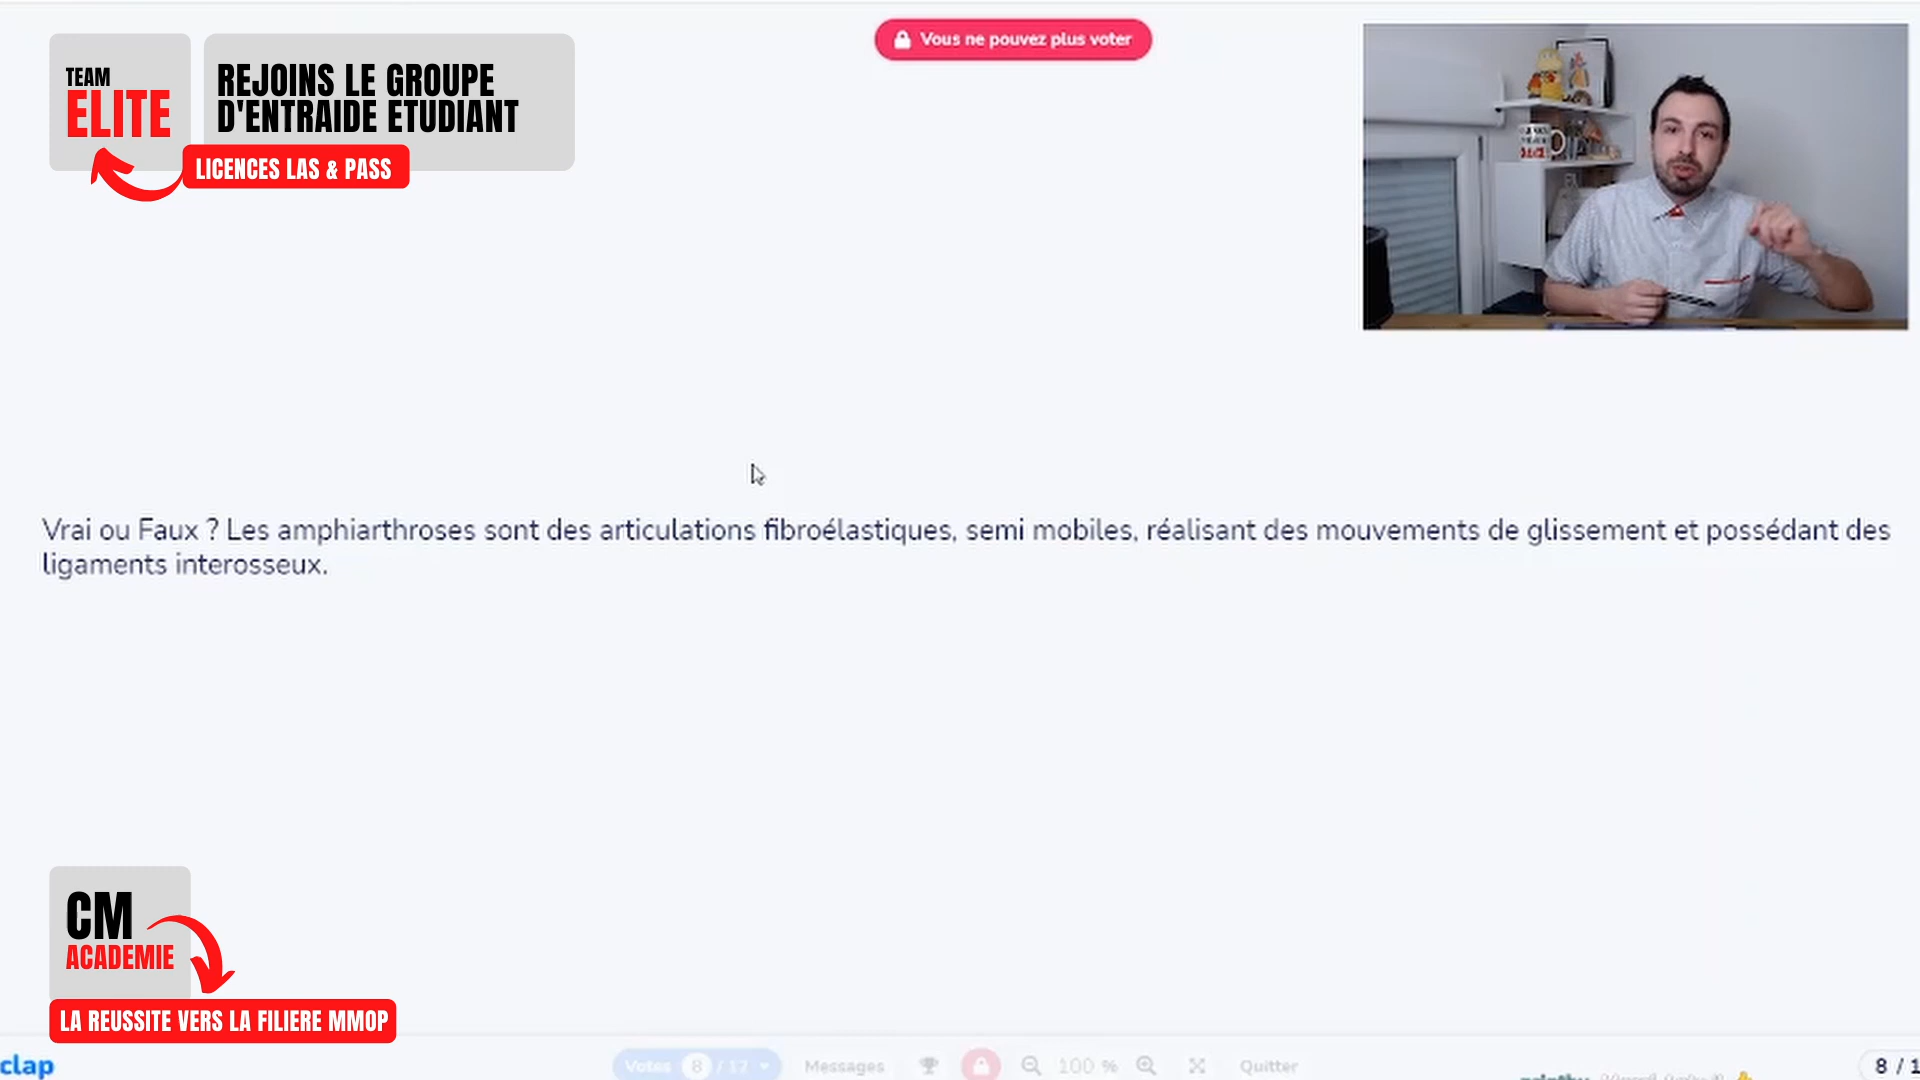 Vous ne pouvez plus voter
TEAM
ELITE
REJOINS LE GROUPE
D'ENTRAIDE ETUDIANT
LICENCES LAS & PASS
Vrai ou Faux ? Les amphiarthroses sont des articulations fibroélastiques, semi mobiles, réalisant des mouvements de glissement et possédant des
ligaments interosseux.
CM
ACADEMIE
LA REUSSITE VERS LA FILIERE MMOP
clap
Votes 8 / 17
Messages
100 %
Quitter
8 / 1